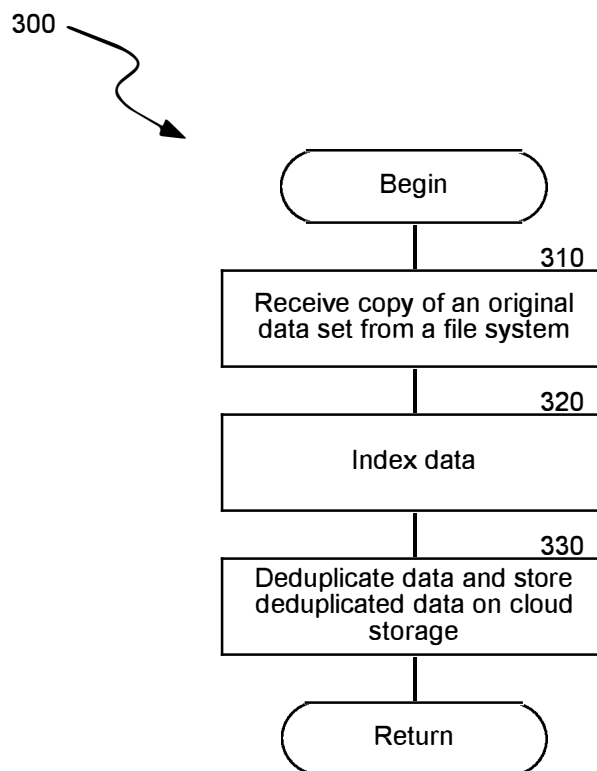 300
Begin
310
Receive copy of an original
data set from a file system
320
Index data
330
Deduplicate data and store
deduplicated data on cloud
storage
Return